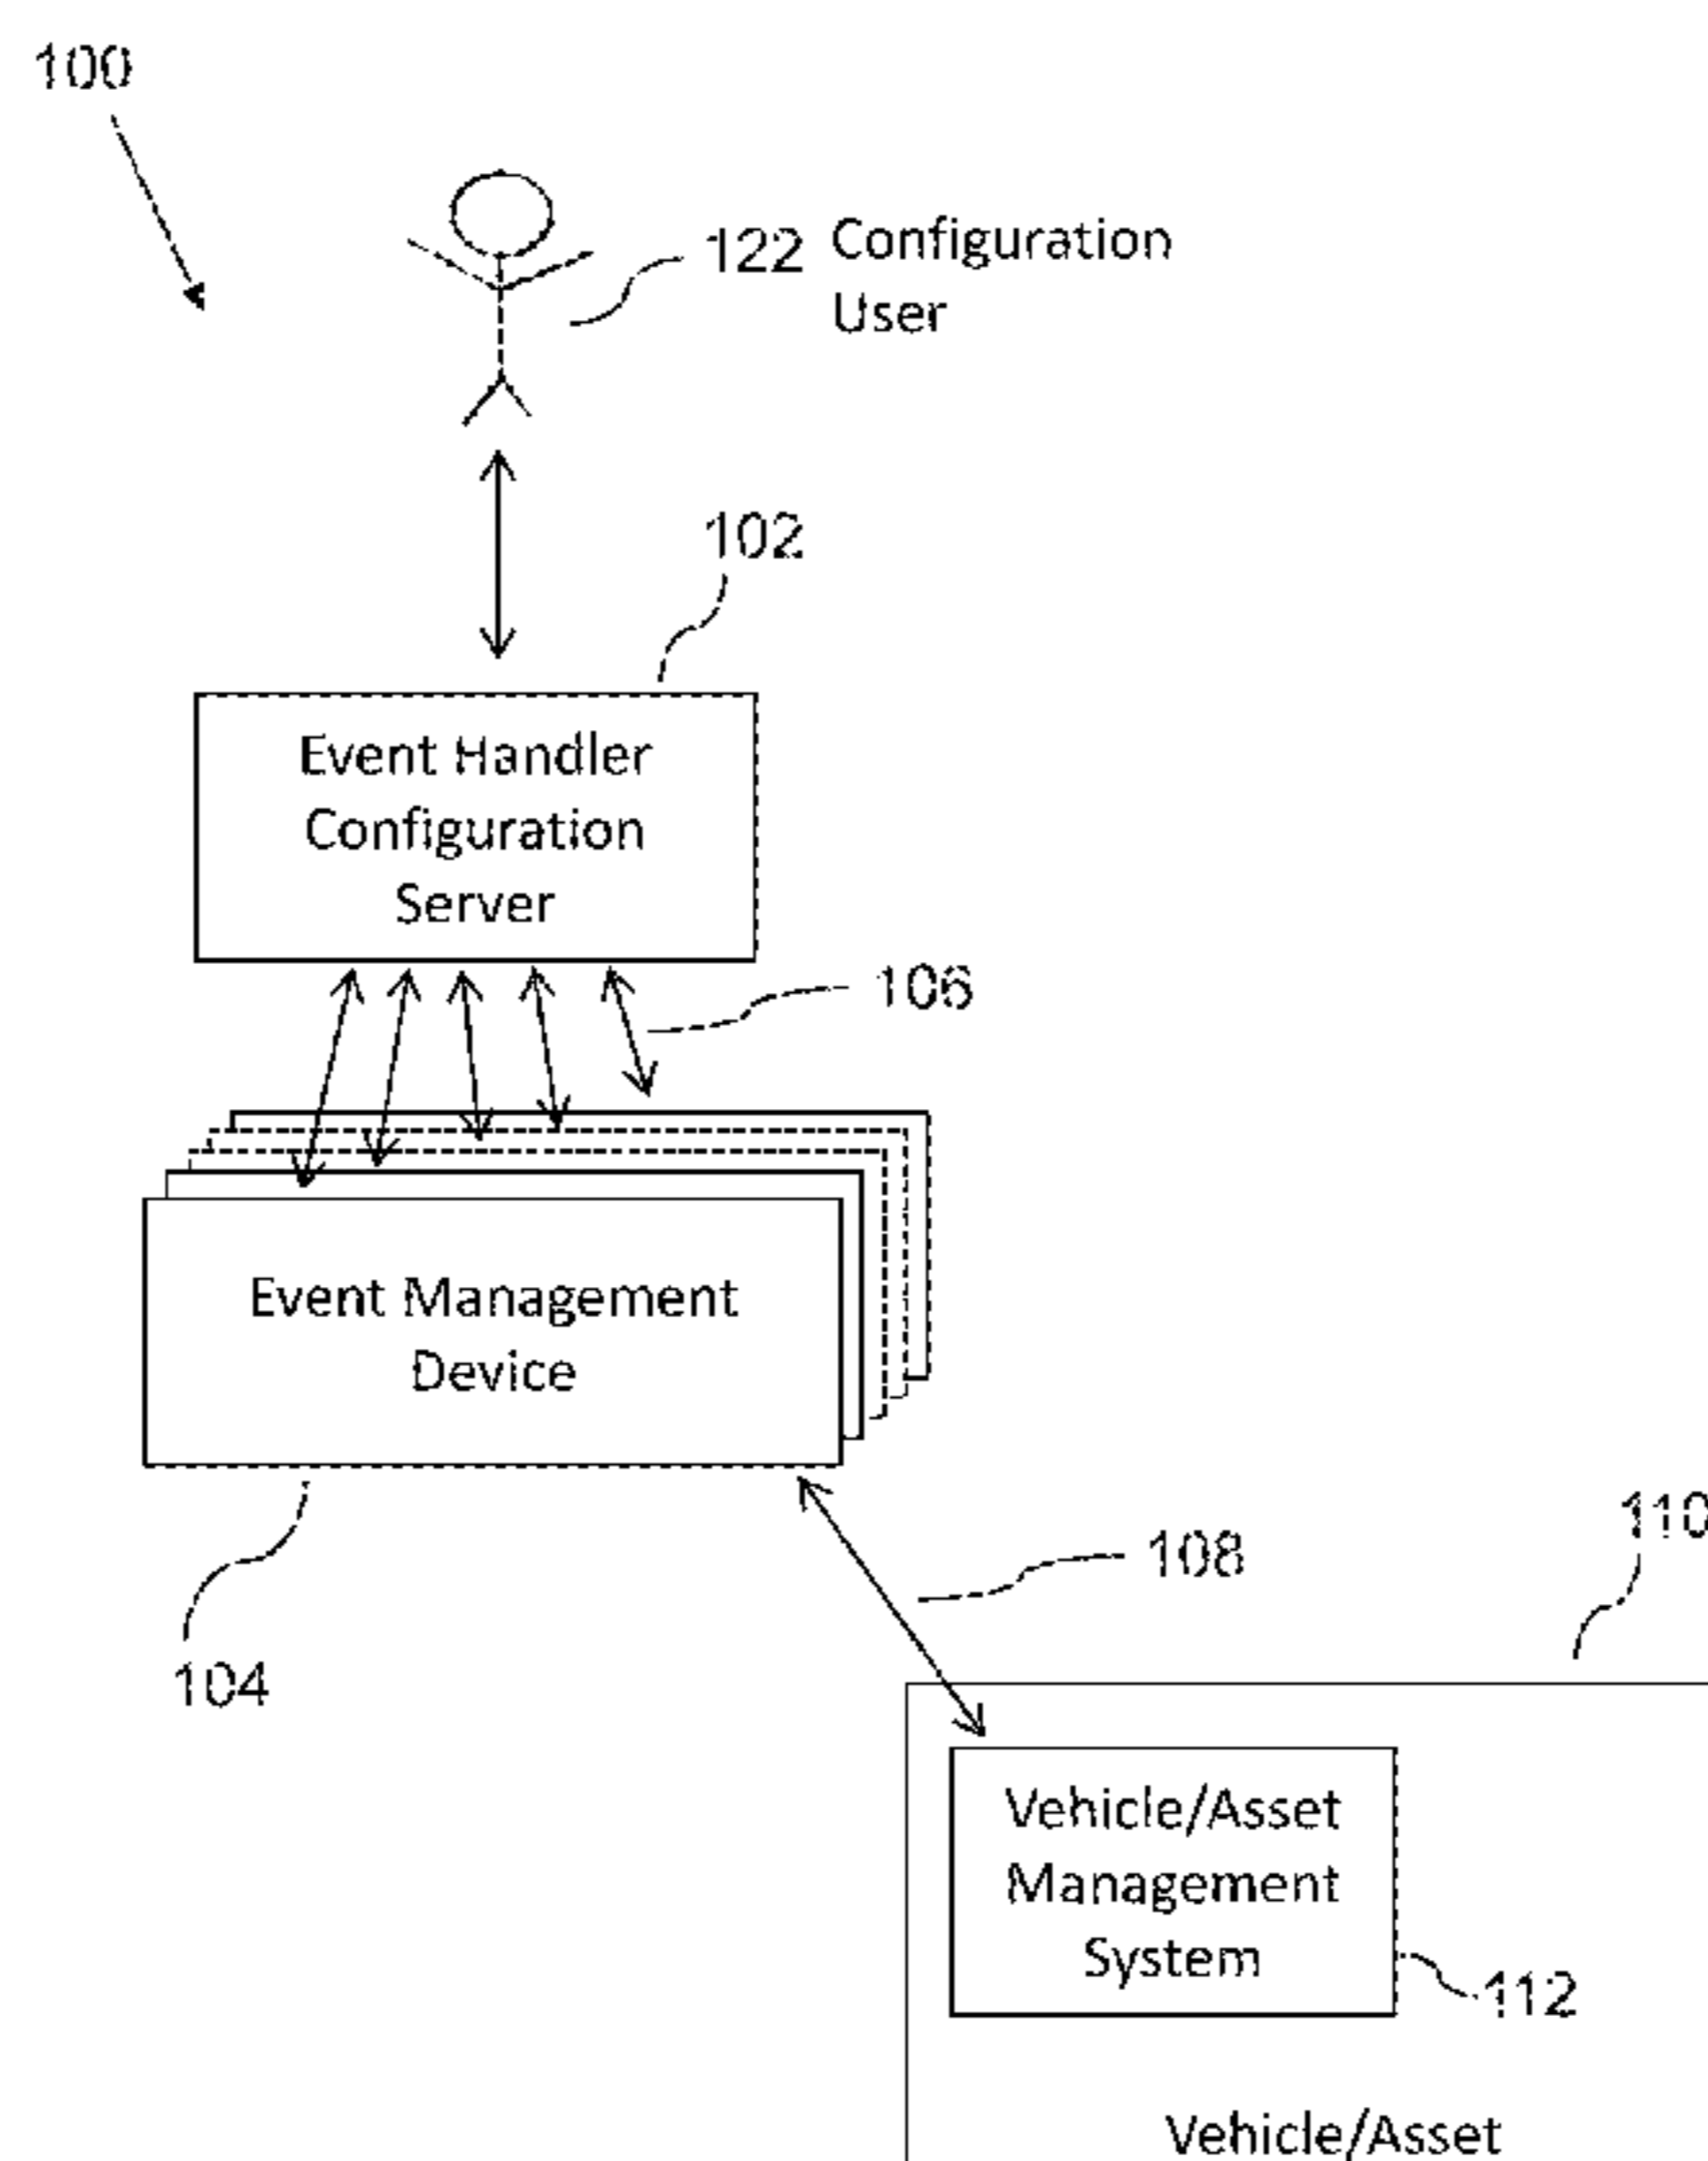 100
122 Configuration
User
102
Event Handler
Configuration
Server
106
Event Management
Device
110
108
104
Vehicle/Asset
Management
System
112
Vehicle/Asset